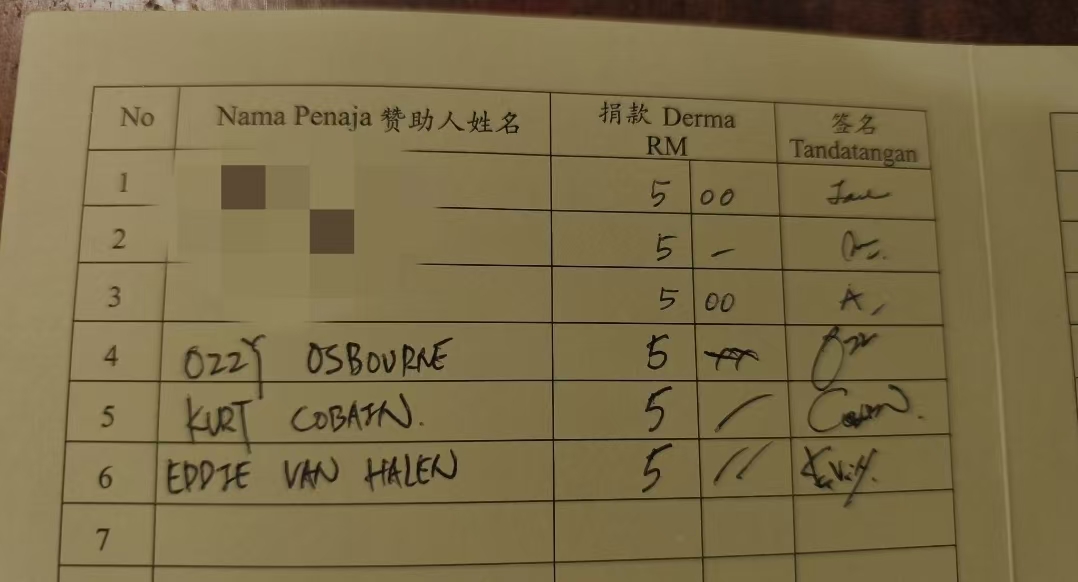 No Nama Penaja 赞助人姓名 捐款 Derma RM 签名 Tandatangan
1 5 00
2 5 –
3 5 00 A.
4 OZZY OSBOURNE 5 Ozz
5 KURT COBAIN. 5 /
6 EDDIE VAN HALEN 5 //
7